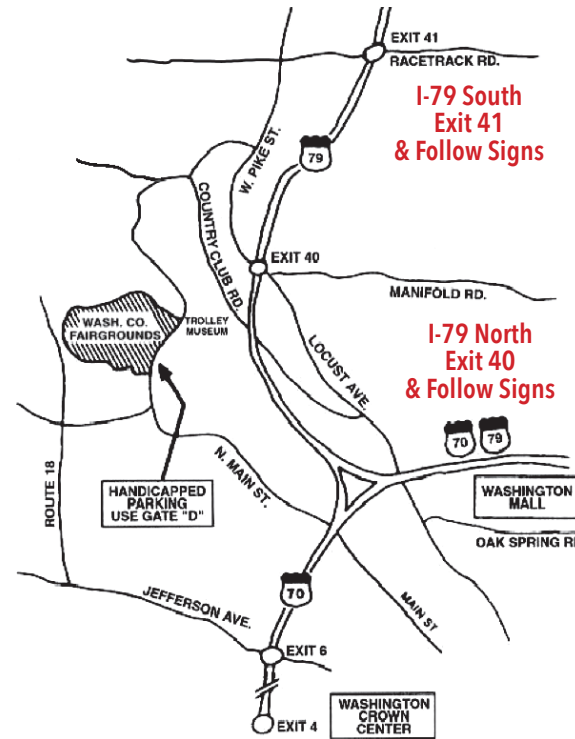 EXIT 41
RACETRACK RD.
I-79 South
Exit 41
& Follow Signs
79
W. PIKE ST.
COUNTRY CLUB RD.
EXIT 40
MANIFOLD RD.
WASH. CO.
FAIRGROUNDS
TROLLEY
MUSEUM
LOCUST AVE.
I-79 North
Exit 40
& Follow Signs
70 79
ROUTE 18
HANDICAPPED
PARKING
USE GATE "D"
N. MAIN ST.
WASHINGTON
MALL
OAK SPRING R
70
JEFFERSON AVE.
MAIN ST
EXIT 6
EXIT 4
WASHINGTON
CROWN
CENTER